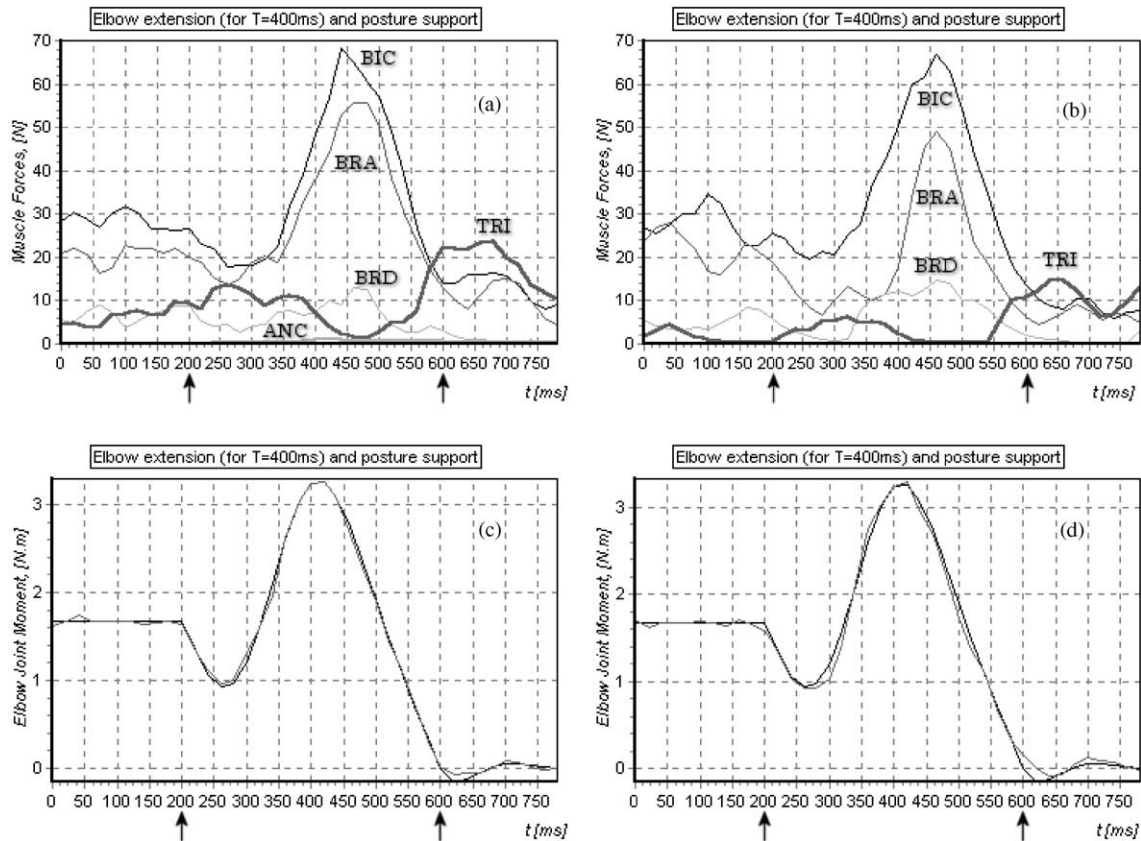 Elbow extension (for T=400ms) and posture support
Muscle Forces, [N]
70
60
50
40
30
20
10
0
BIC
(a)
BRA
TRI
BRD
ANC
0 50 100 150 200 250 300 350 400 450 500 550 600 650 700 750
t [ms]
Elbow extension (for T=400ms) and posture support
Muscle Forces, [N]
70
60
50
40
30
20
10
0
BIC
(b)
BRA
BRD
TRI
0 50 100 150 200 250 300 350 400 450 500 550 600 650 700 750
t [ms]
Elbow extension (for T=400ms) and posture support
Elbow Joint Moment, [N.m]
3
2
1
0
(c)
0 50 100 150 200 250 300 350 400 450 500 550 600 650 700 750
t [ms]
Elbow extension (for T=400ms) and posture support
Elbow Joint Moment, [N.m]
3
2
1
0
(d)
0 50 100 150 200 250 300 350 400 450 500 550 600 650 700 750
t [ms]